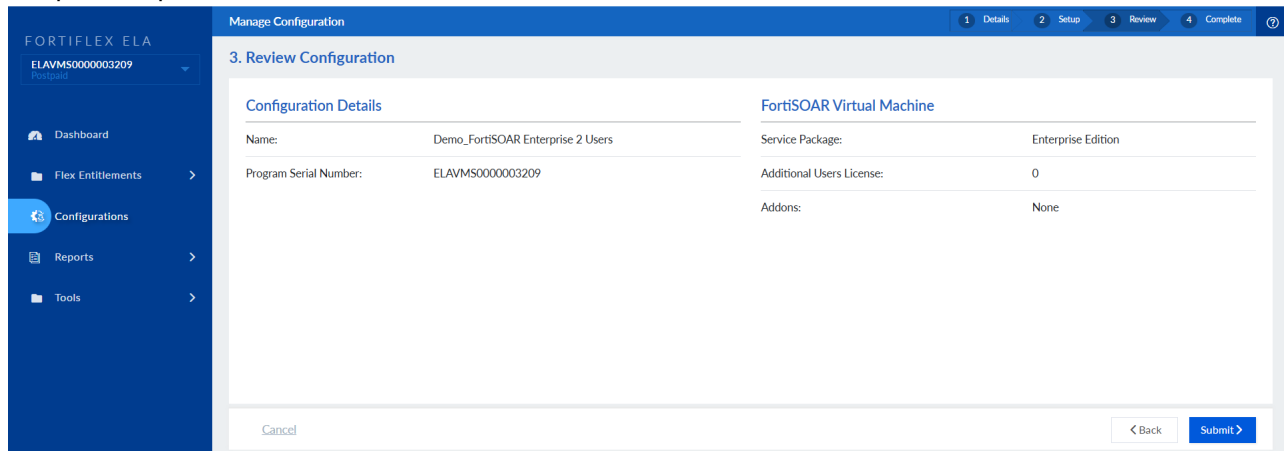 Manage Configuration
1 Details 2 Setup 3 Review 4 Complete ?
FORTIFLEX ELA
ELAVMS0000003209
Postpaid
Dashboard
Flex Entitlements
Configurations
Reports
Tools
3. Review Configuration
Configuration Details
Name: Demo_FortiSOAR Enterprise 2 Users
Program Serial Number: ELAVMS0000003209
FortiSOAR Virtual Machine
Service Package: Enterprise Edition
Additional Users License: 0
Addons: None
Cancel
Back
Submit